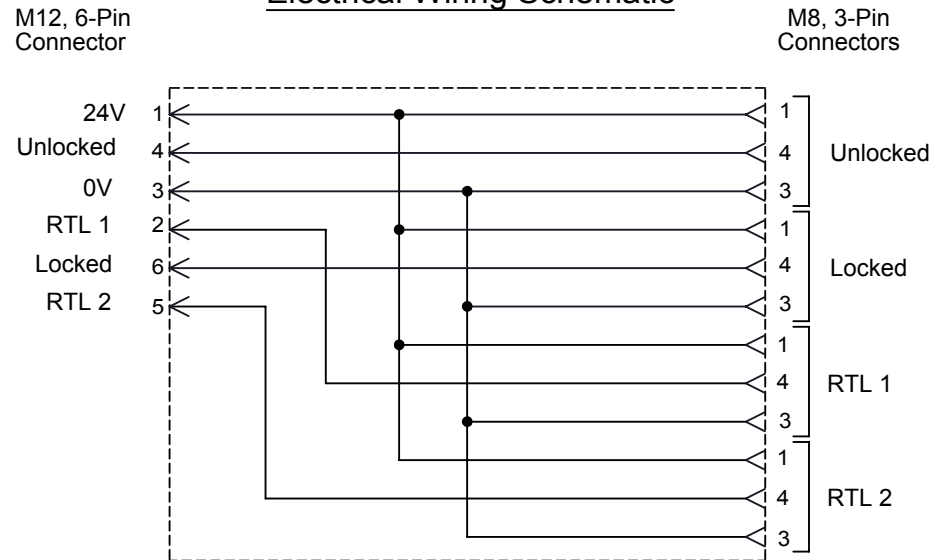 Electrical Wiring Schematic
M12, 6-Pin
Connector
M8, 3-Pin
Connectors
24V 1
Unlocked 4
0V 3
RTL 1 2
Locked 6
RTL 2 5
1
4 Unlocked
3
1
4 Locked
3
1
4 RTL 1
3
1
4 RTL 2
3